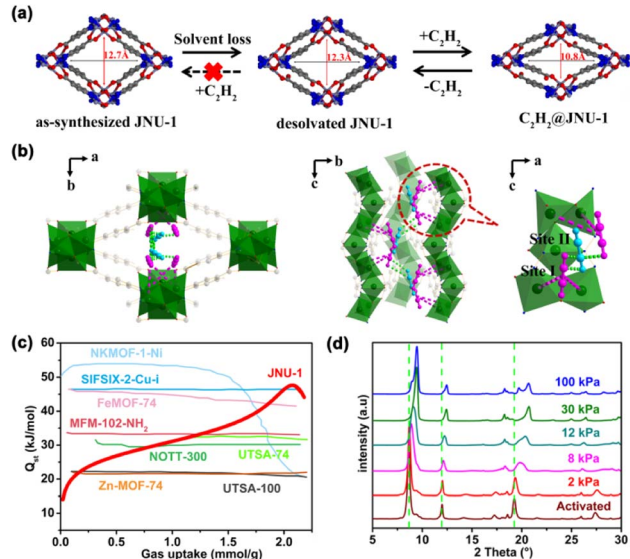 (a)
12.7Å
Solvent loss
+C₂H₂
12.3Å
+C₂H₂
-C₂H₂
10.8Å
as-synthesized JNU-1
desolvated JNU-1
C₂H₂@JNU-1
(b)
a
b
b
c
a
c
Site II
Site I
(c)
NKMOF-1-Ni
SIFSIX-2-Cu-i
FeMOF-74
JNU-1
MFM-102-NH₂
NOTT-300
UTSA-74
Zn-MOF-74
UTSA-100
Qst (kJ/mol)
60
50
40
30
20
10
0
0.0 0.5 1.0 1.5 2.0
Gas uptake (mmol/g)
(d)
intensity (a.u)
100 kPa
30 kPa
12 kPa
8 kPa
2 kPa
Activated
5 10 15 20 25 30
2 Theta (°)